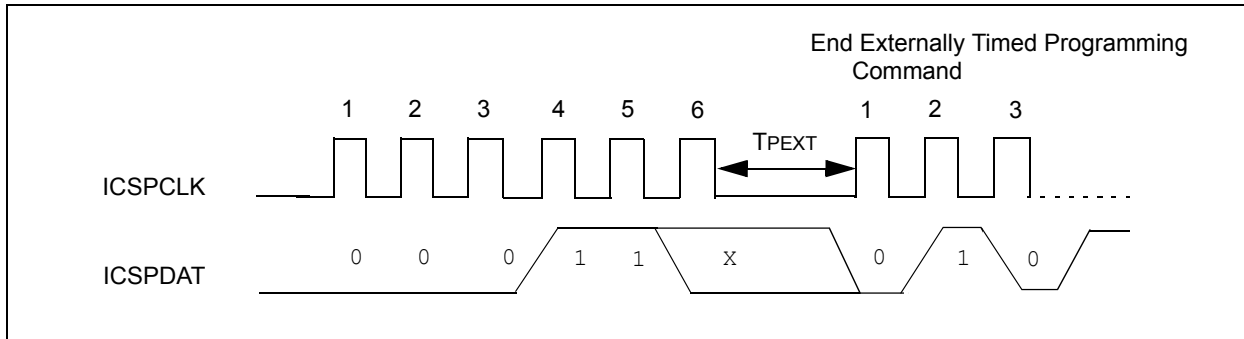 End Externally Timed Programming
Command
1 2 3 4 5 6 1 2 3
TPEXT
ICSPCLK
ICSPDAT
0 0 0 1 1 X 0 1 0